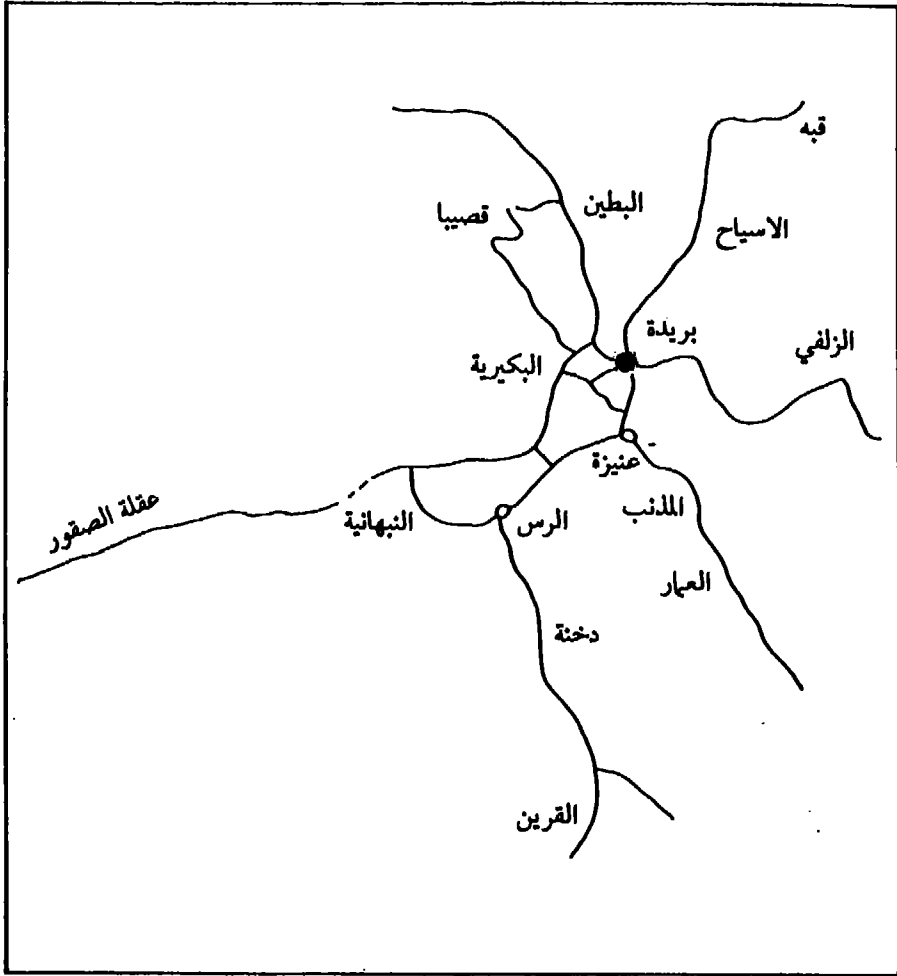 قبه
البطين
قصيبا
الاسياح
بريدة
الزلفي
البكيرية
عنيزة
عقلة الصقور
المذنب
النبهانية
الرس
العمار
دخنة
القرين